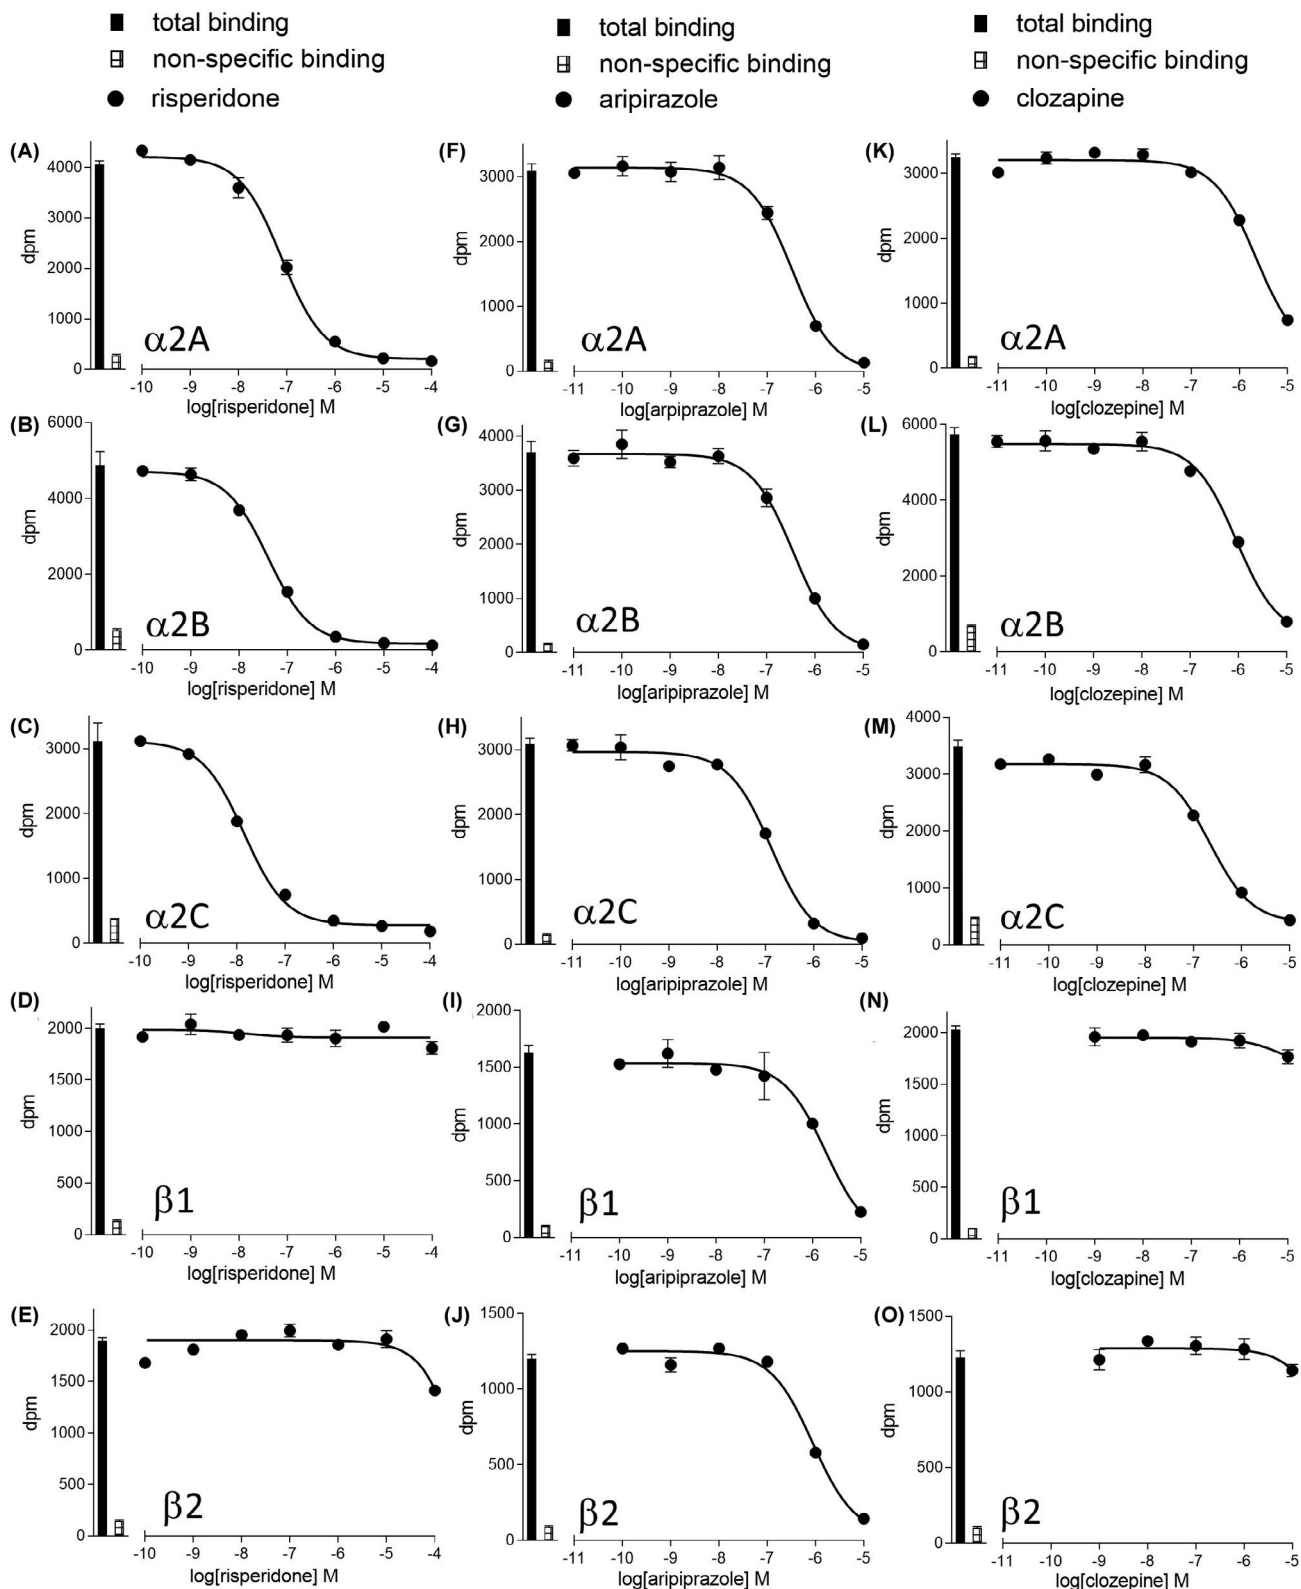 total binding
non-specific binding
risperidone
total binding
non-specific binding
aripirazole
total binding
non-specific binding
clozapine
(A)
4000
3000
2000
1000
0
dpm
α2A
-10 -9 -8 -7 -6 -5 -4
log[risperidone] M
(F)
3000
2000
1000
0
dpm
α2A
-11 -10 -9 -8 -7 -6 -5
log[arpiprazole] M
(K)
3000
2000
1000
0
dpm
α2A
-11 -10 -9 -8 -7 -6 -5
log[clozepine] M
(B)
6000
4000
2000
0
dpm
α2B
-10 -9 -8 -7 -6 -5 -4
log[risperidone] M
(G)
4000
3000
2000
1000
0
dpm
α2B
-11 -10 -9 -8 -7 -6 -5
log[aripiprazole] M
(L)
6000
4000
2000
0
dpm
α2B
-11 -10 -9 -8 -7 -6 -5
log[clozepine] M
(C)
3000
2000
1000
0
dpm
α2C
-10 -9 -8 -7 -6 -5 -4
log[risperidone] M
(H)
3000
2000
1000
0
dpm
α2C
-11 -10 -9 -8 -7 -6 -5
log[aripiprazole] M
(M)
4000
3000
2000
1000
0
dpm
α2C
-11 -10 -9 -8 -7 -6 -5
log[clozepine] M
(D)
2000
1500
1000
500
0
dpm
β1
-10 -9 -8 -7 -6 -5 -4
log[risperidone] M
(I)
2000
1500
1000
500
0
dpm
β1
-11 -10 -9 -8 -7 -6 -5
log[aripiprazole] M
(N)
2000
1500
1000
500
0
dpm
β1
-11 -10 -9 -8 -7 -6 -5
log[clozapine] M
(E)
2000
1500
1000
500
0
dpm
β2
-10 -9 -8 -7 -6 -5 -4
log[risperidone] M
(J)
1500
1000
500
0
dpm
β2
-11 -10 -9 -8 -7 -6 -5
log[aripiprazole] M
(O)
1500
1000
500
0
dpm
β2
-11 -10 -9 -8 -7 -6 -5
log[clozepine] M